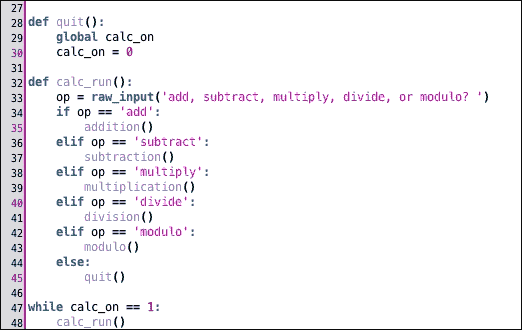 27
28 def quit():
29     global calc_on
30     calc_on = 0
31
32 def calc_run():
33     op = raw_input('add, subtract, multiply, divide, or modulo? ')
34     if op == 'add':
35         addition()
36     elif op == 'subtract':
37         subtraction()
38     elif op == 'multiply':
39         multiplication()
40     elif op == 'divide':
41         division()
42     elif op == 'modulo':
43         modulo()
44     else:
45         quit()
46
47 while calc_on == 1:
48     calc_run()